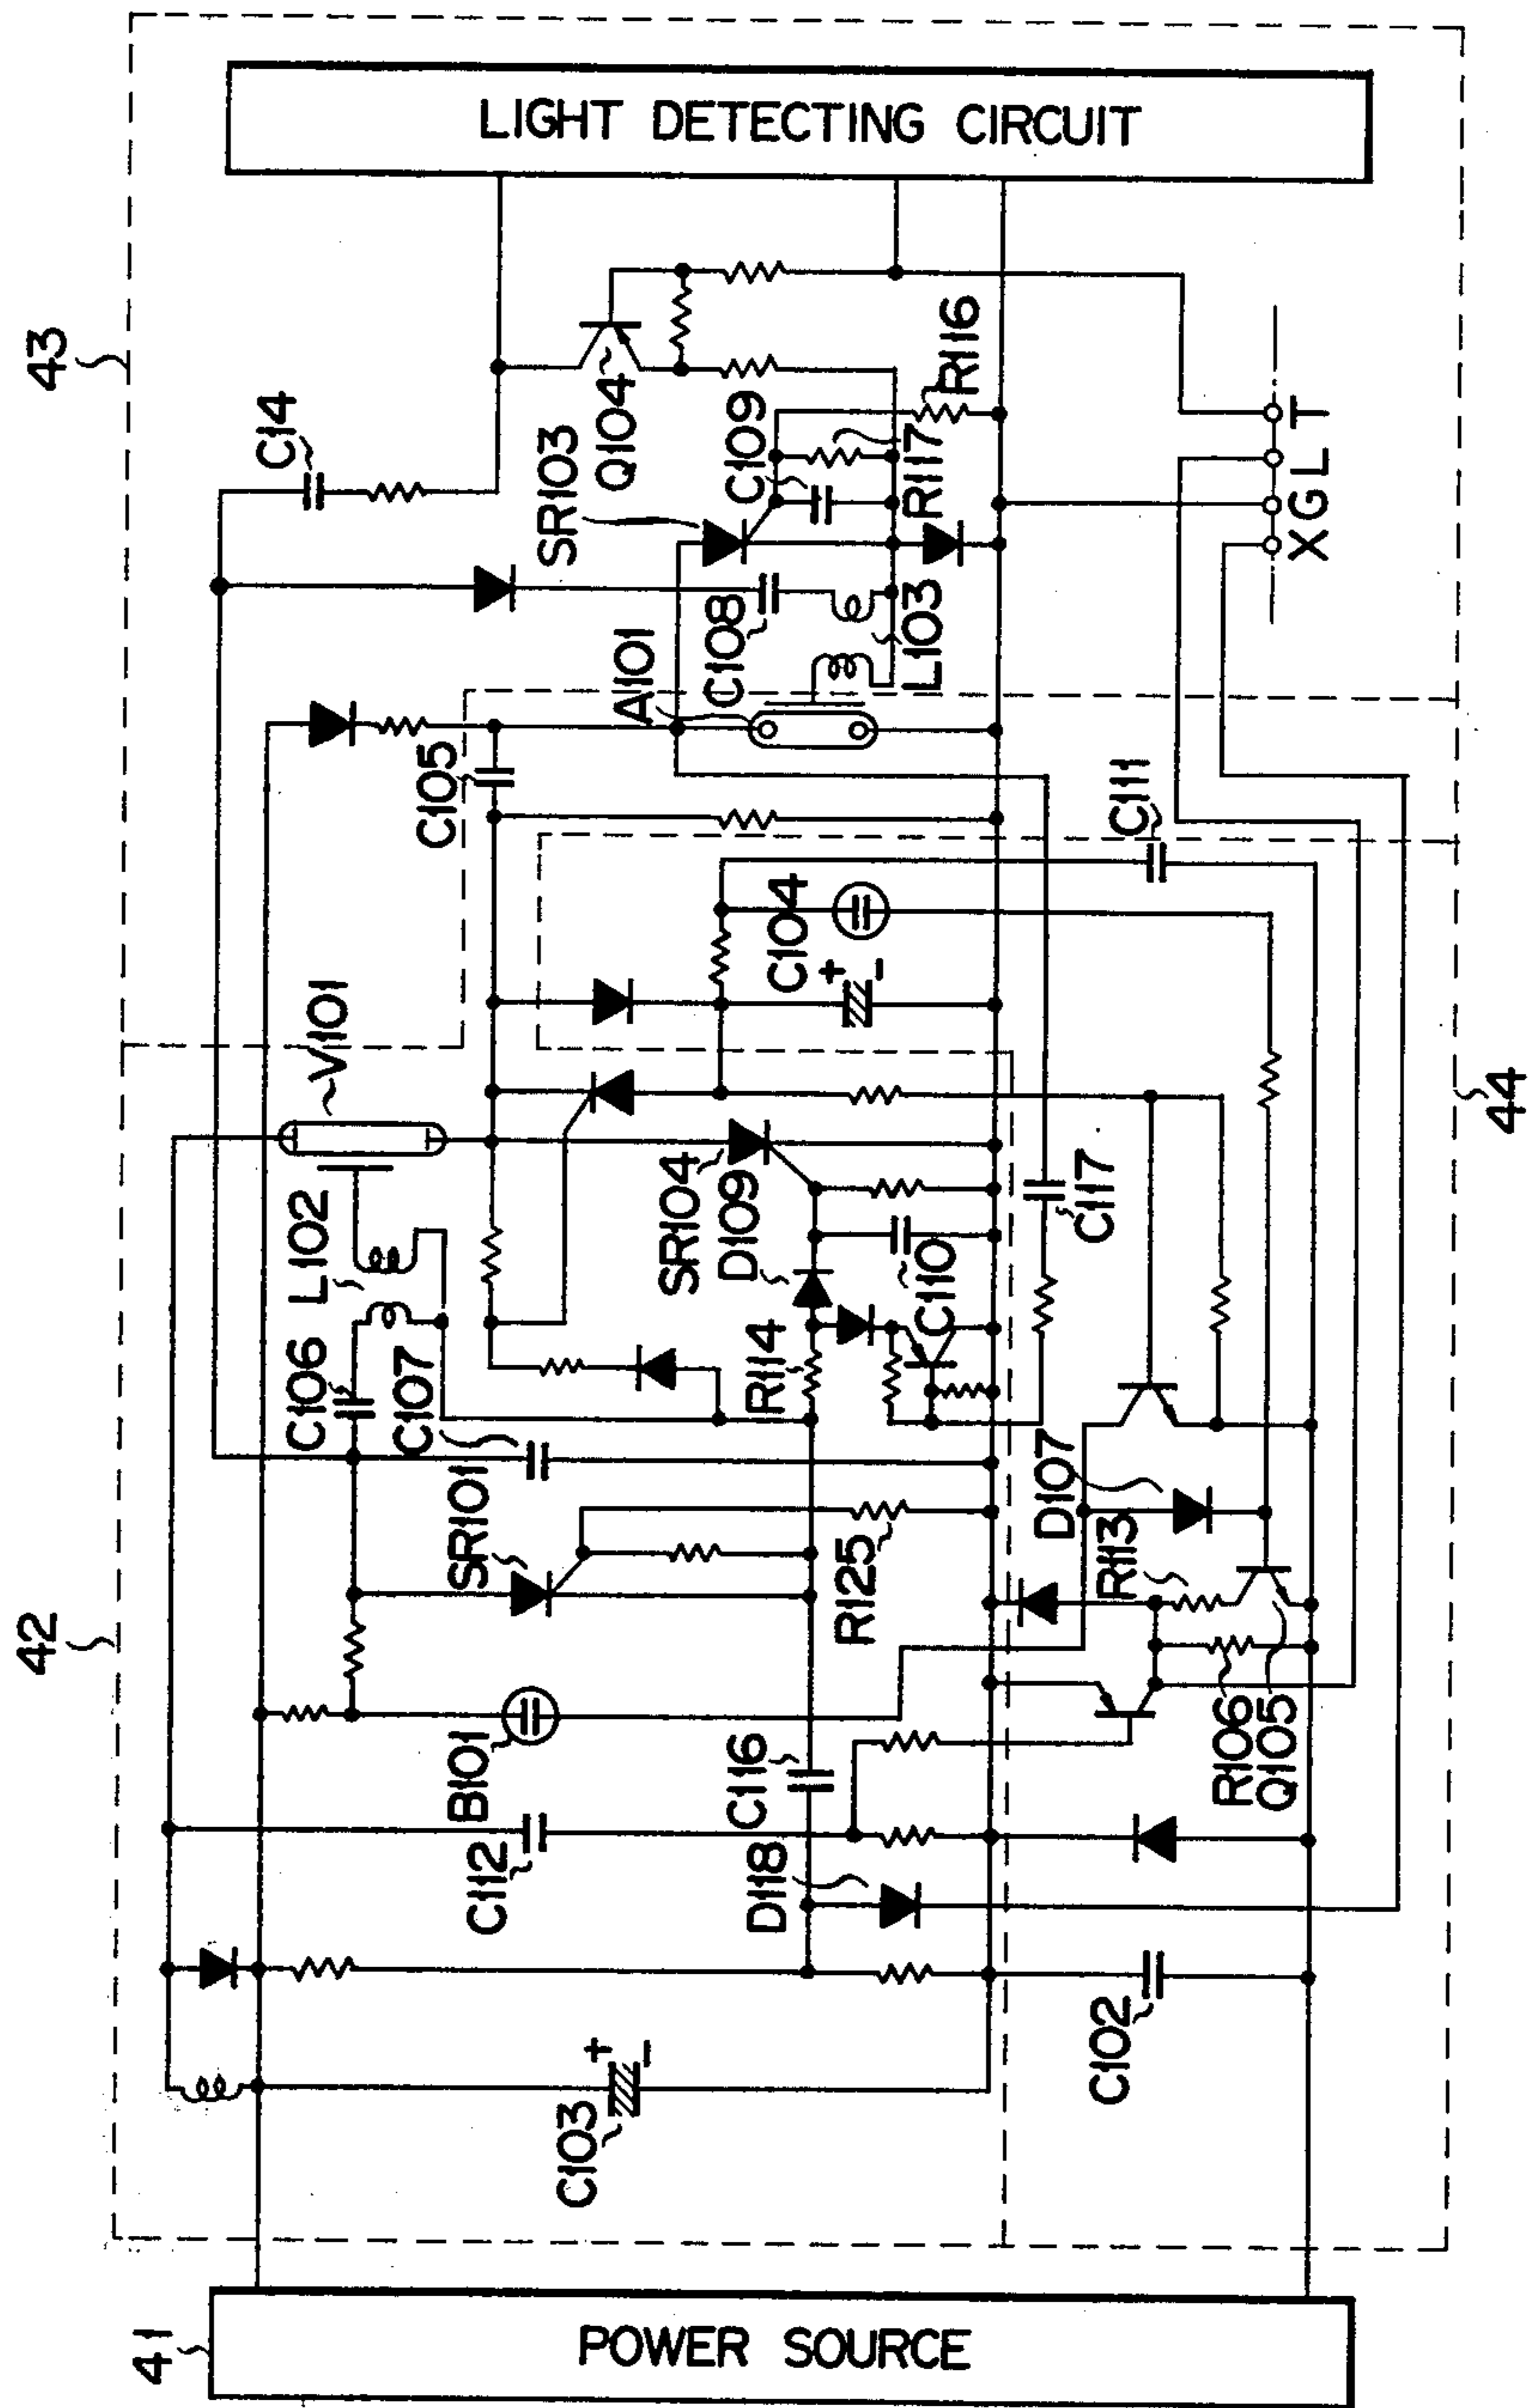 43
LIGHT DETECTING CIRCUIT
C14
Q104
SR103
C109
R116
R117
C108
L103
A101
X G L T
C105
C111
C104
+
-
V101
44
L102
SR104
D109
C117
C110
C106
C107
R114
SR101
D107
R113
R125
42
B101
C116
R106
Q105
C112
D118
C102
+
-
C103
41
POWER SOURCE